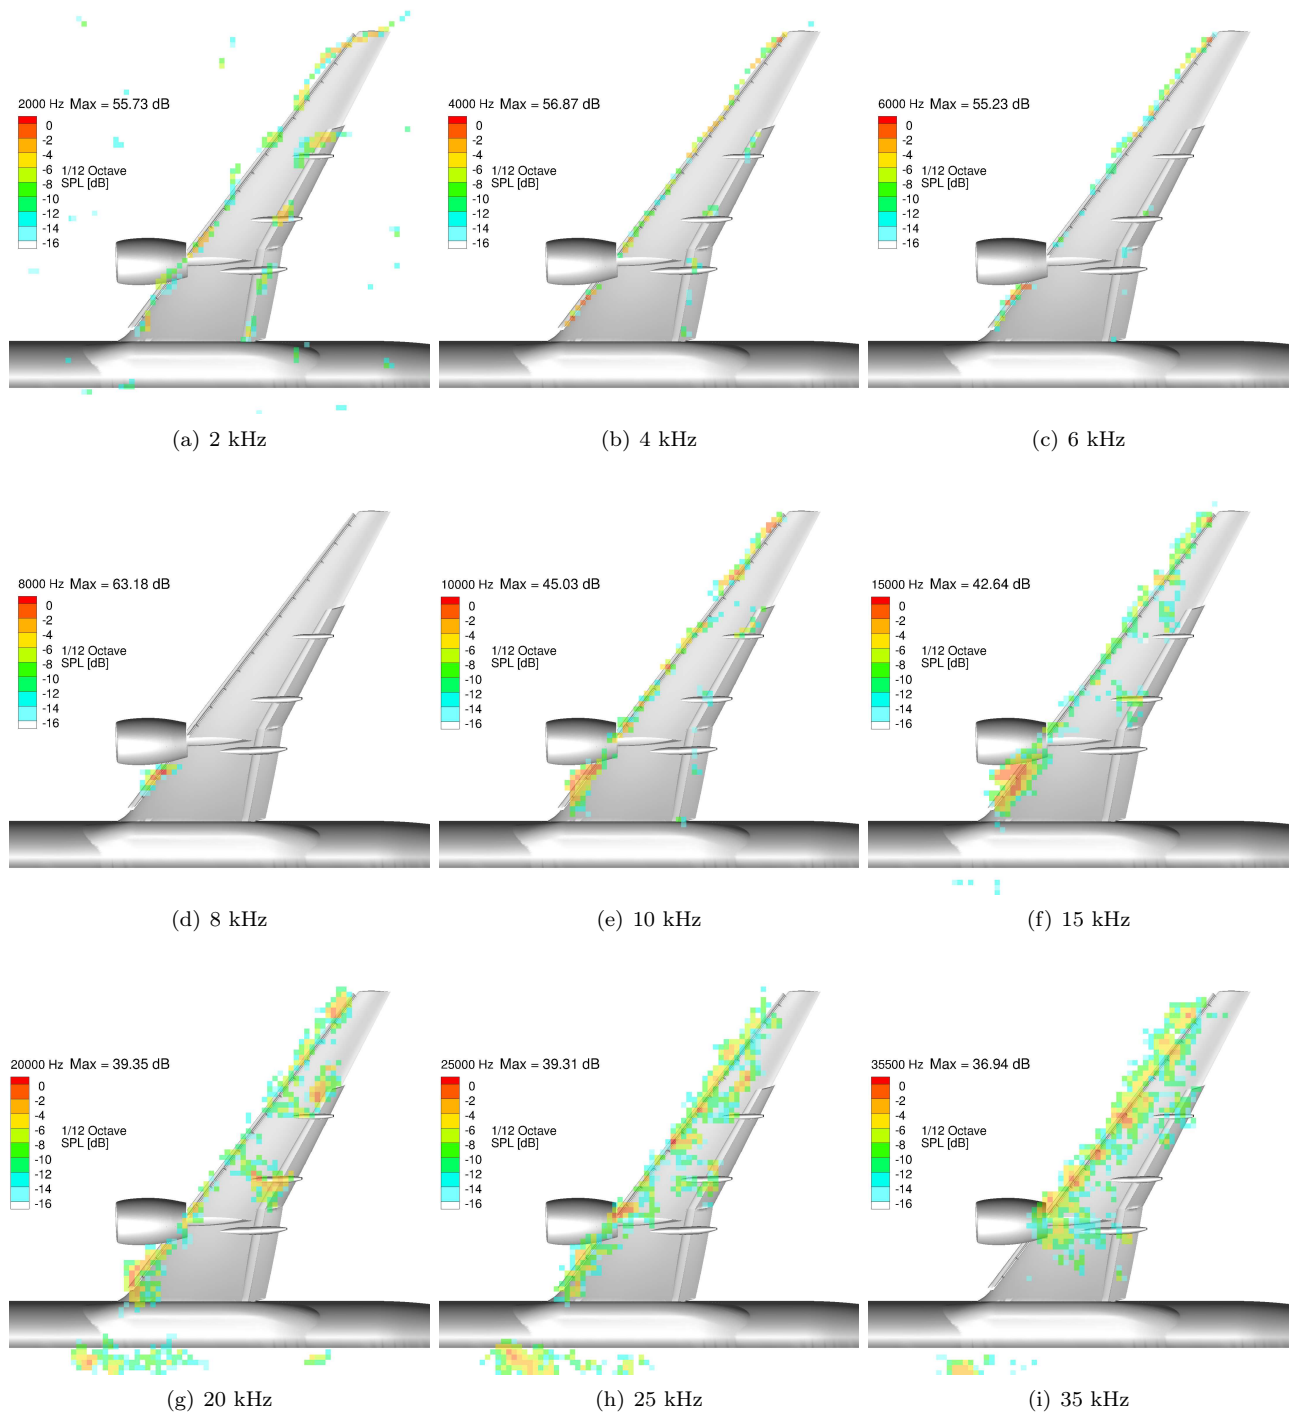 2000 Hz Max = 55.73 dB
0
-2
-4
-6
-8
-10
-12
-14
-16
1/12 Octave
SPL [dB]
(a) 2 kHz
4000 Hz Max = 56.87 dB
0
-2
-4
-6
-8
-10
-12
-14
-16
1/12 Octave
SPL [dB]
(b) 4 kHz
6000 Hz Max = 55.23 dB
0
-2
-4
-6
-8
-10
-12
-14
-16
1/12 Octave
SPL [dB]
(c) 6 kHz
8000 Hz Max = 63.18 dB
0
-2
-4
-6
-8
-10
-12
-14
-16
1/12 Octave
SPL [dB]
(d) 8 kHz
10000 Hz Max = 45.03 dB
0
-2
-4
-6
-8
-10
-12
-14
-16
1/12 Octave
SPL [dB]
(e) 10 kHz
15000 Hz Max = 42.64 dB
0
-2
-4
-6
-8
-10
-12
-14
-16
1/12 Octave
SPL [dB]
(f) 15 kHz
20000 Hz Max = 39.35 dB
0
-2
-4
-6
-8
-10
-12
-14
-16
1/12 Octave
SPL [dB]
(g) 20 kHz
25000 Hz Max = 39.31 dB
0
-2
-4
-6
-8
-10
-12
-14
-16
1/12 Octave
SPL [dB]
(h) 25 kHz
35500 Hz Max = 36.94 dB
0
-2
-4
-6
-8
-10
-12
-14
-16
1/12 Octave
SPL [dB]
(i) 35 kHz